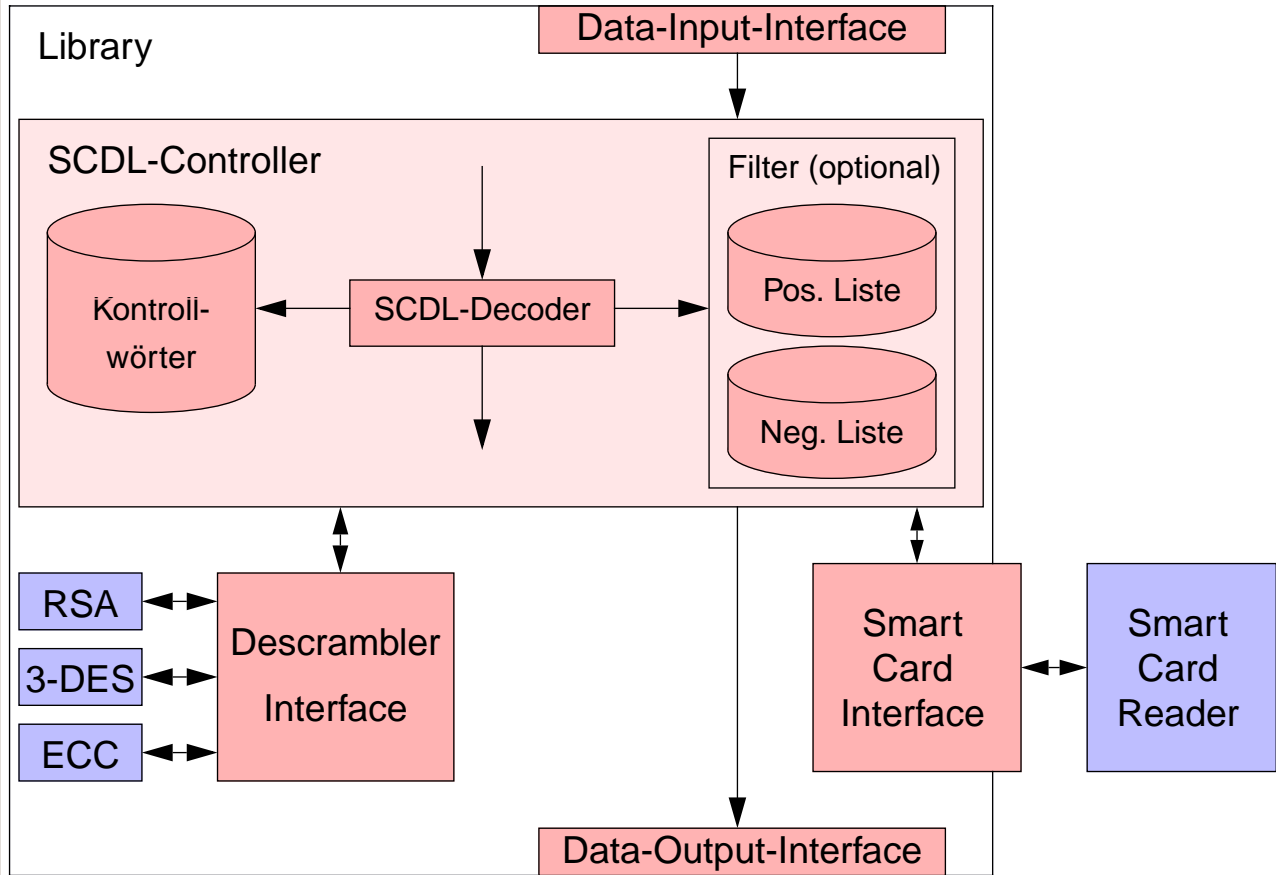 Data-Input-Interface
Library
SCDL-Controller
Filter (optional)
Kontroll-
wörter
SCDL-Decoder
Pos. Liste
Neg. Liste
RSA
3-DES
ECC
Descrambler
Interface
Smart
Card
Interface
Smart
Card
Reader
Data-Output-Interface